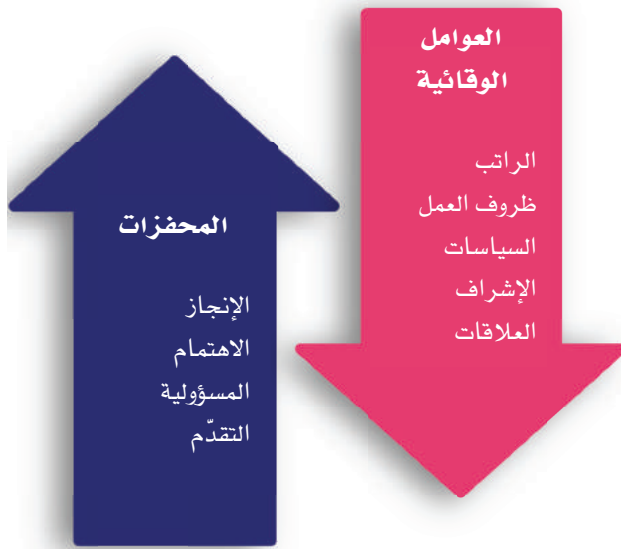 العوامل
الوقائية
الراتب
ظروف العمل
السياسات
الإشراف
العلاقات
المحفزات
الإنجاز
الاهتمام
المسؤولية
التقدّم